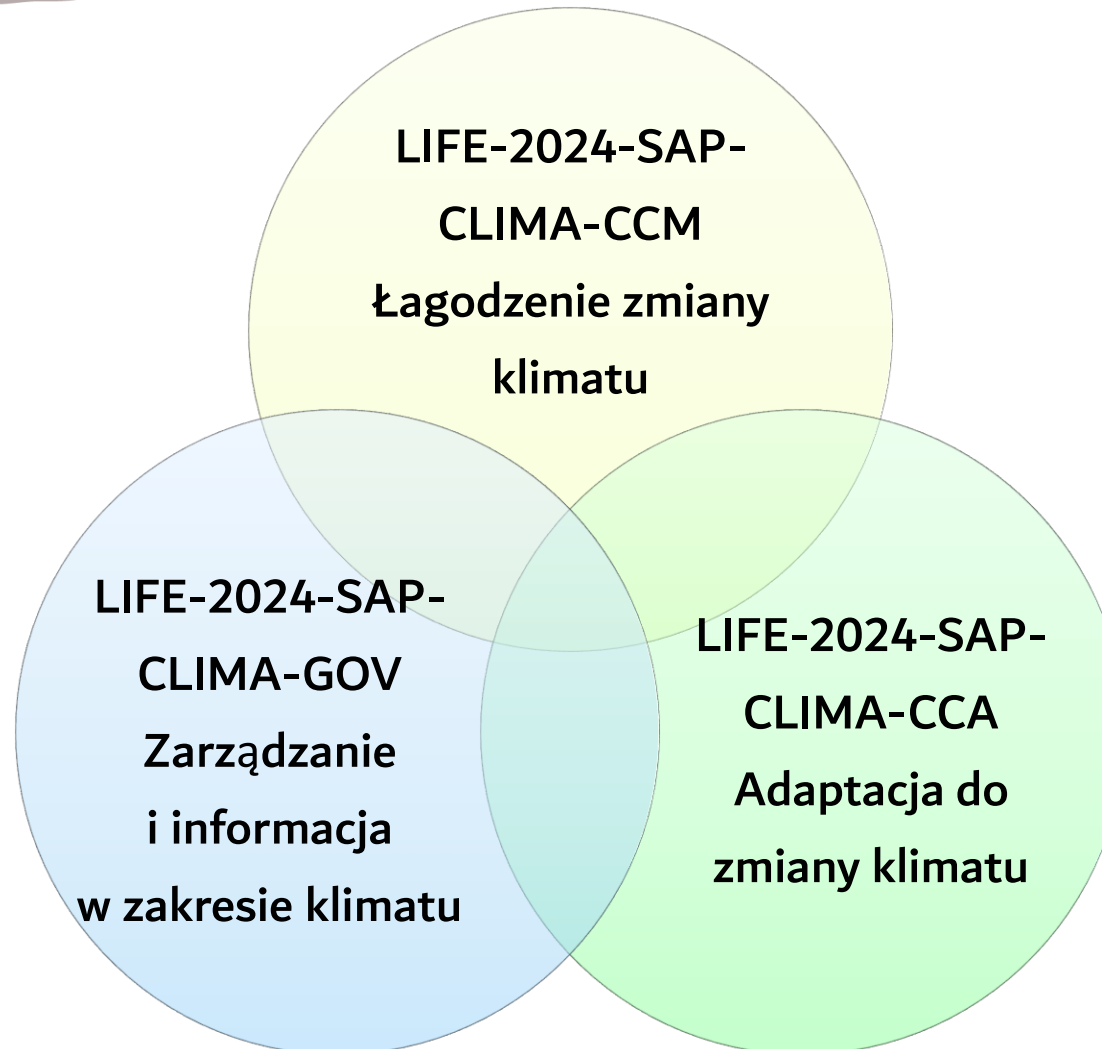 LIFE-2024-SAP-
CLIMA-CCM
Łagodzenie zmiany
klimatu
LIFE-2024-SAP-
CLIMA-GOV
Zarządzanie
i informacja
w zakresie klimatu
LIFE-2024-SAP-
CLIMA-CCA
Adaptacja do
zmiany klimatu